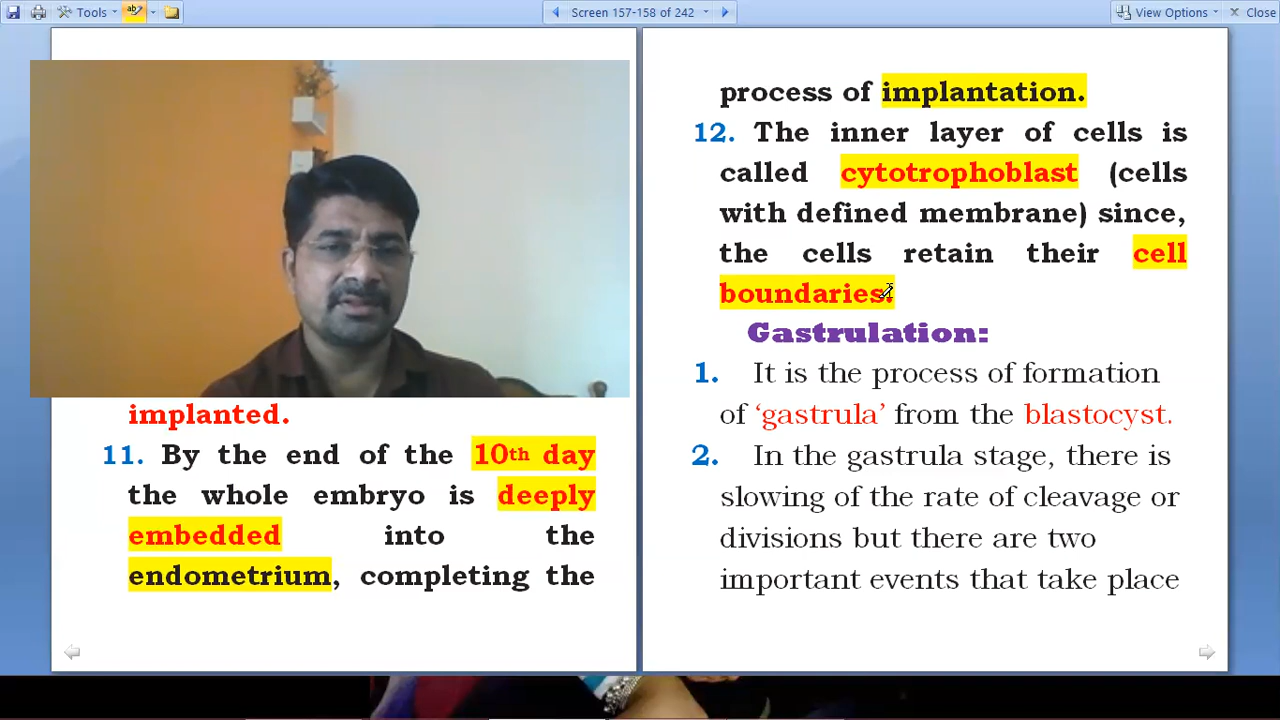 Tools
Screen 157-158 of 242
View Options
Close
implanted.
11. By the end of the 10th day
the whole embryo is deeply
embedded into the
endometrium, completing the
process of implantation.
12. The inner layer of cells is
called cytotrophoblast (cells
with defined membrane) since,
the cells retain their cell
boundaries.
Gastrulation:
1. It is the process of formation
of ‘gastrula’ from the blastocyst.
2. In the gastrula stage, there is
slowing of the rate of cleavage or
divisions but there are two
important events that take place